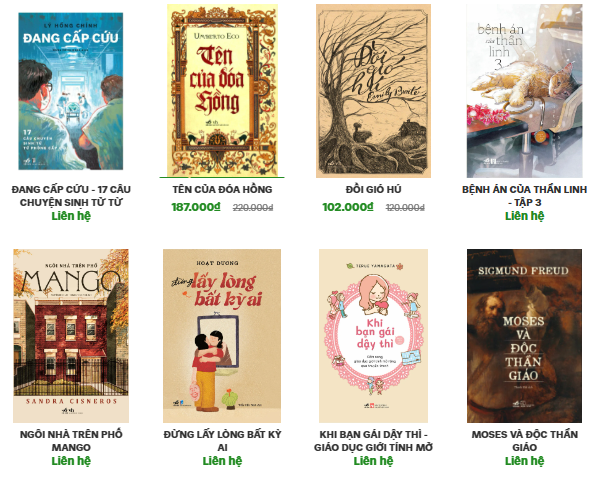 LÝ HỒNG CHÍNH
ĐANG CẤP CỨU
17
CÂU CHUYỆN
SINH TỬ
ĐANG CẤP CỨU - 17 CÂU
CHUYỆN SINH TỬ TỪ
Liên hệ
UMBERTO ECO
Tên
của đóa
hồng
TÊN CỦA ĐÓA HỒNG
187.000₫ 220.000₫
Đồi
gió
hú
Emily Brontë
ĐỒI GIÓ HÚ
102.000₫ 120.000₫
bệnh án
của thần
linh
3
BỆNH ÁN CỦA THẦN LINH
- TẬP 3
Liên hệ
NGÔI NHÀ TRÊN PHỐ
MANGO
SANDRA CISNEROS
NGÔI NHÀ TRÊN PHỐ
MANGO
Liên hệ
HOẠT DƯƠNG
đừng lấy lòng
bất kỳ ai
ĐỪNG LẤY LÒNG BẤT KỲ
AI
Liên hệ
Khi
bạn gái
dậy thì
KHI BẠN GÁI DẬY THÌ -
GIÁO DỤC GIỚI TÍNH MỞ
Liên hệ
SIGMUND FREUD
MOSES
VÀ
ĐỘC
THẦN
GIÁO
MOSES VÀ ĐỘC THẦN
GIÁO
Liên hệ